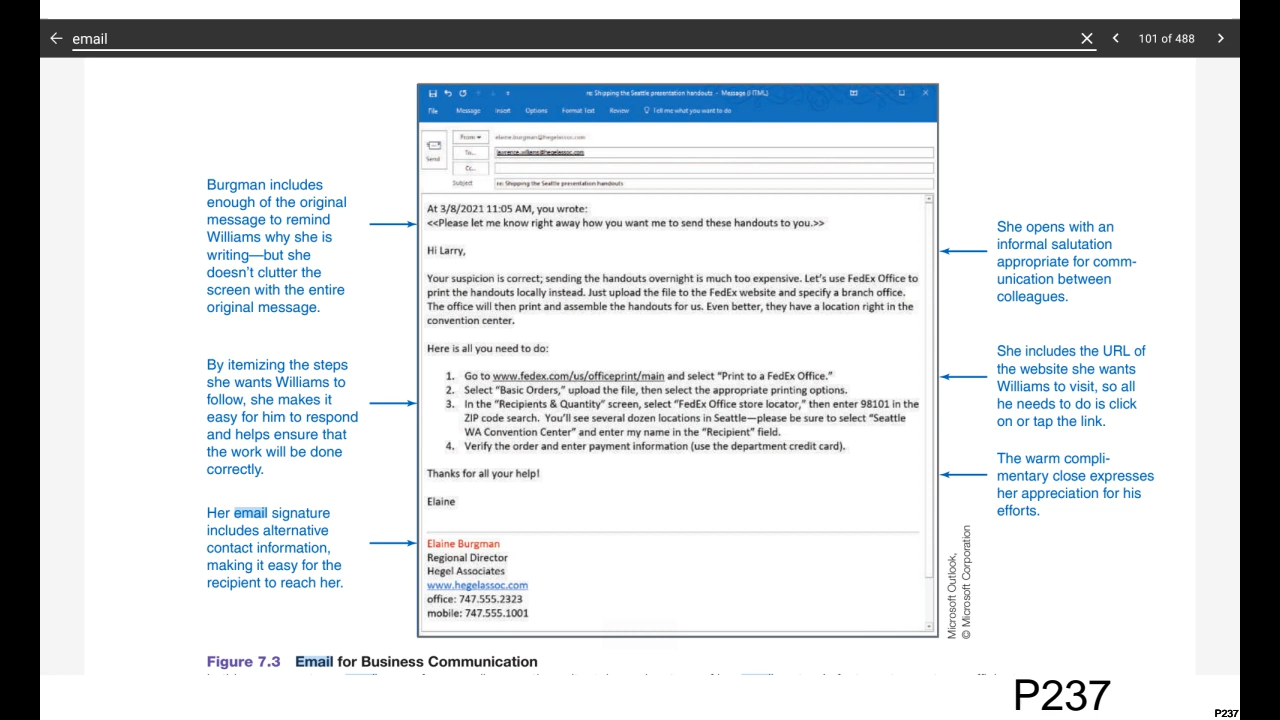 email
101 of 488
re: Shipping the Seattle presentation handouts - Message (HTML)
File Message Insert Options Format Text Review Tell me what you want to do
From elaine.burgman@hegelassoc.com
Send
To...
Cc...
Subject re: Shipping the Seattle presentation handouts
At 3/8/2021 11:05 AM, you wrote:
<<Please let me know right away how you want me to send these handouts to you.>>
Hi Larry,
Your suspicion is correct; sending the handouts overnight is much too expensive. Let's use FedEx Office to
print the handouts locally instead. Just upload the file to the FedEx website and specify a branch office.
The office will then print and assemble the handouts for us. Even better, they have a location right in the
convention center.
Here is all you need to do:
1. Go to www.fedex.com/us/officeprint/main and select "Print to a FedEx Office."
2. Select "Basic Orders," upload the file, then select the appropriate printing options.
3. In the "Recipients & Quantity" screen, select "FedEx Office store locator," then enter 98101 in the
ZIP code search. You'll see several dozen locations in Seattle—please be sure to select "Seattle
WA Convention Center" and enter my name in the "Recipient" field.
4. Verify the order and enter payment information (use the department credit card).
Thanks for all your help!
Elaine
Elaine Burgman
Regional Director
Hegel Associates
www.hegelassoc.com
office: 747.555.2323
mobile: 747.555.1001
Burgman includes
enough of the original
message to remind
Williams why she is
writing—but she
doesn't clutter the
screen with the entire
original message.
By itemizing the steps
she wants Williams to
follow, she makes it
easy for him to respond
and helps ensure that
the work will be done
correctly.
Her email signature
includes alternative
contact information,
making it easy for the
recipient to reach her.
She opens with an
informal salutation
appropriate for comm-
unication between
colleagues.
She includes the URL of
the website she wants
Williams to visit, so all
he needs to do is click
on or tap the link.
The warm compli-
mentary close expresses
her appreciation for his
efforts.
Microsoft Outlook,
© Microsoft Corporation
Figure 7.3 Email for Business Communication
P237
P237